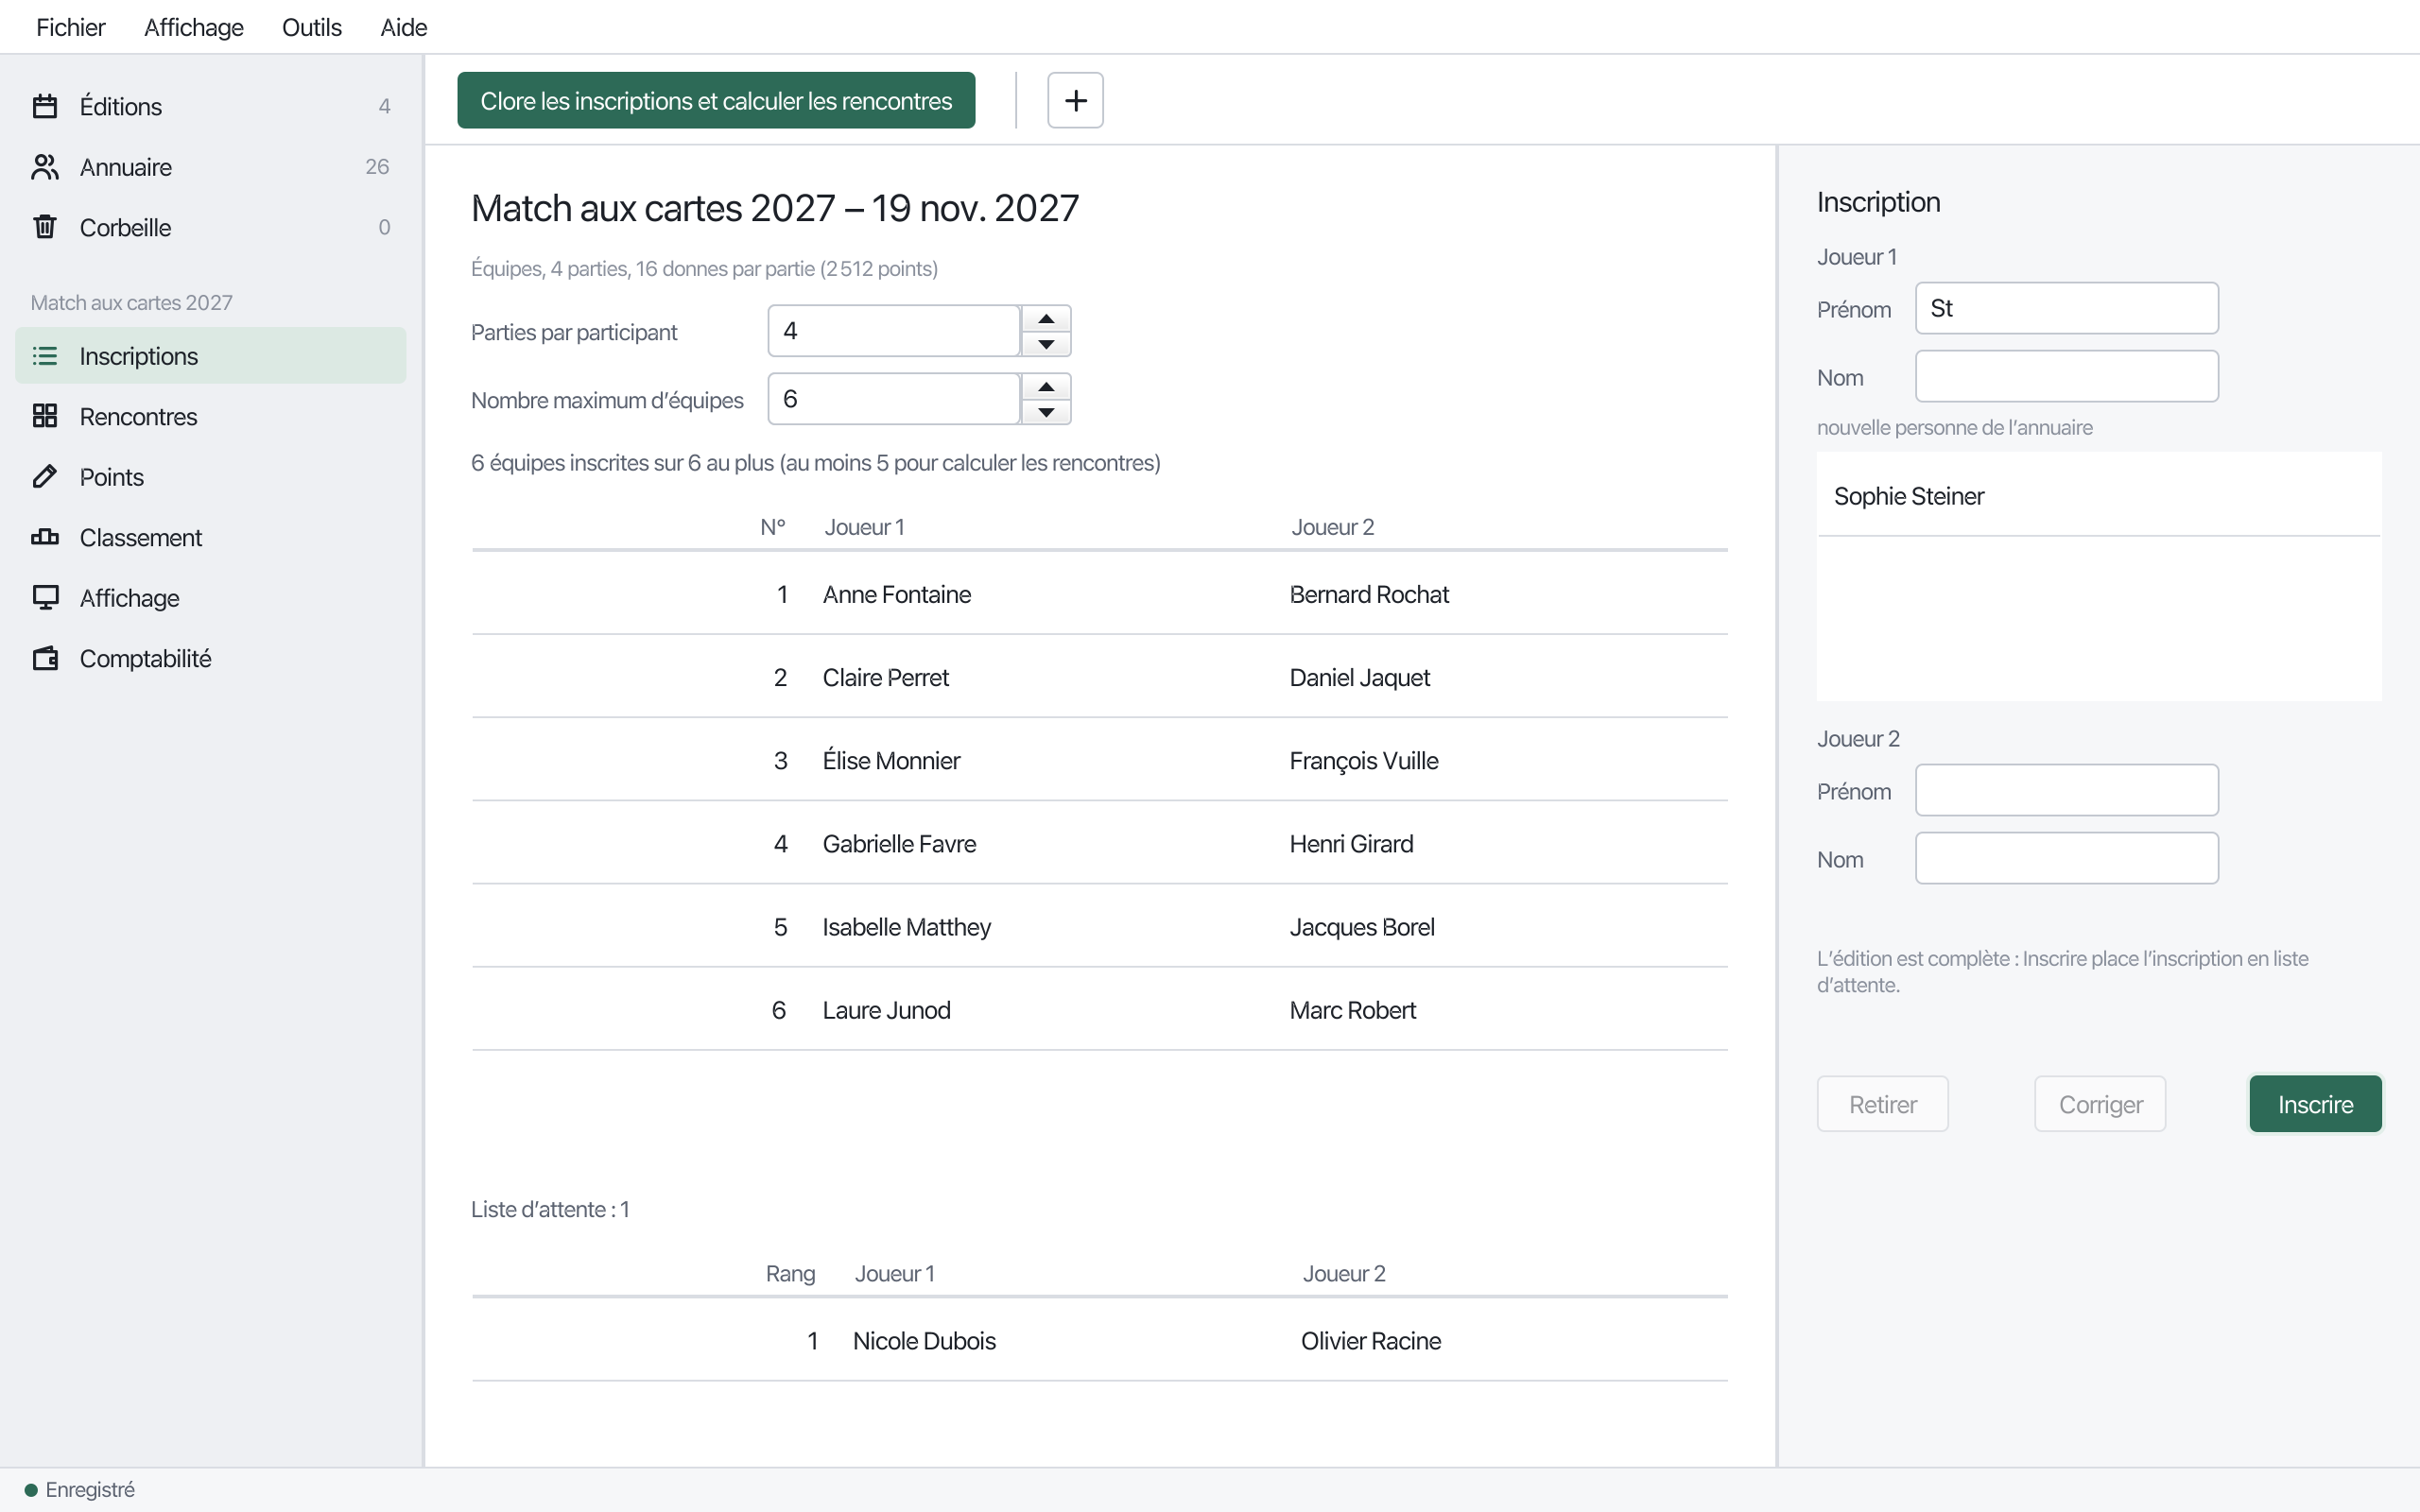 Fichier Affichage Outils Aide
Éditions 4
Annuaire 26
Corbeille 0
Match aux cartes 2027
Inscriptions
Rencontres
Points
Classement
Affichage
Comptabilité
Clore les inscriptions et calculer les rencontres
Match aux cartes 2027 – 19 nov. 2027
Équipes, 4 parties, 16 donnes par partie (2 512 points)
Parties par participant 4
Nombre maximum d’équipes 6
6 équipes inscrites sur 6 au plus (au moins 5 pour calculer les rencontres)
N° Joueur 1 Joueur 2
1 Anne Fontaine Bernard Rochat
2 Claire Perret Daniel Jaquet
3 Élise Monnier François Vuille
4 Gabrielle Favre Henri Girard
5 Isabelle Matthey Jacques Borel
6 Laure Junod Marc Robert
Liste d’attente : 1
Rang Joueur 1 Joueur 2
1 Nicole Dubois Olivier Racine
Inscription
Joueur 1
Prénom St
Nom
nouvelle personne de l’annuaire
Sophie Steiner
Joueur 2
Prénom
Nom
L’édition est complète : Inscrire place l’inscription en liste
d’attente.
Retirer Corriger Inscrire
Enregistré